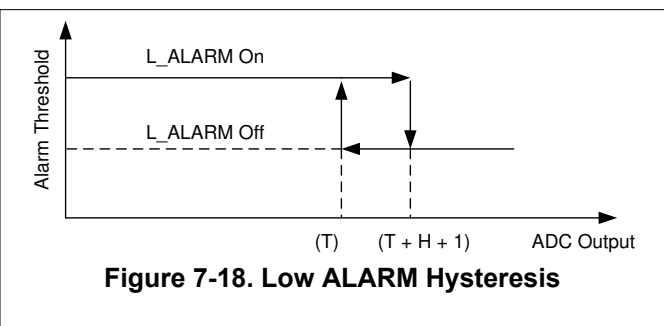 L_ALARM On
Alarm Threshold
L_ALARM Off
(T)
(T + H + 1)
ADC Output
Figure 7-18. Low ALARM Hysteresis